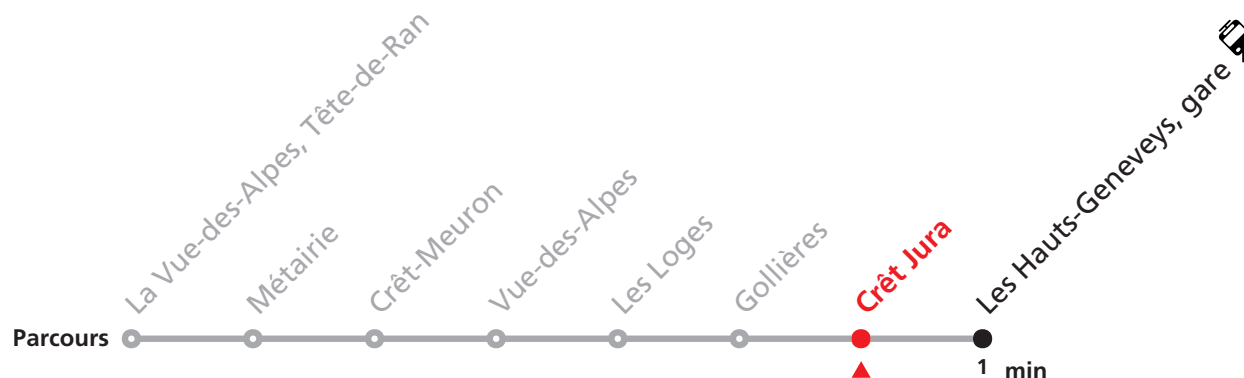 La Vue-des-Alpes, Tête-de-Ran
Métairie
Crêt-Meuron
Vue-des-Alpes
Les Loges
Gollières
Crêt Jura
Les Hauts-Geneveys, gare
Parcours
1 min